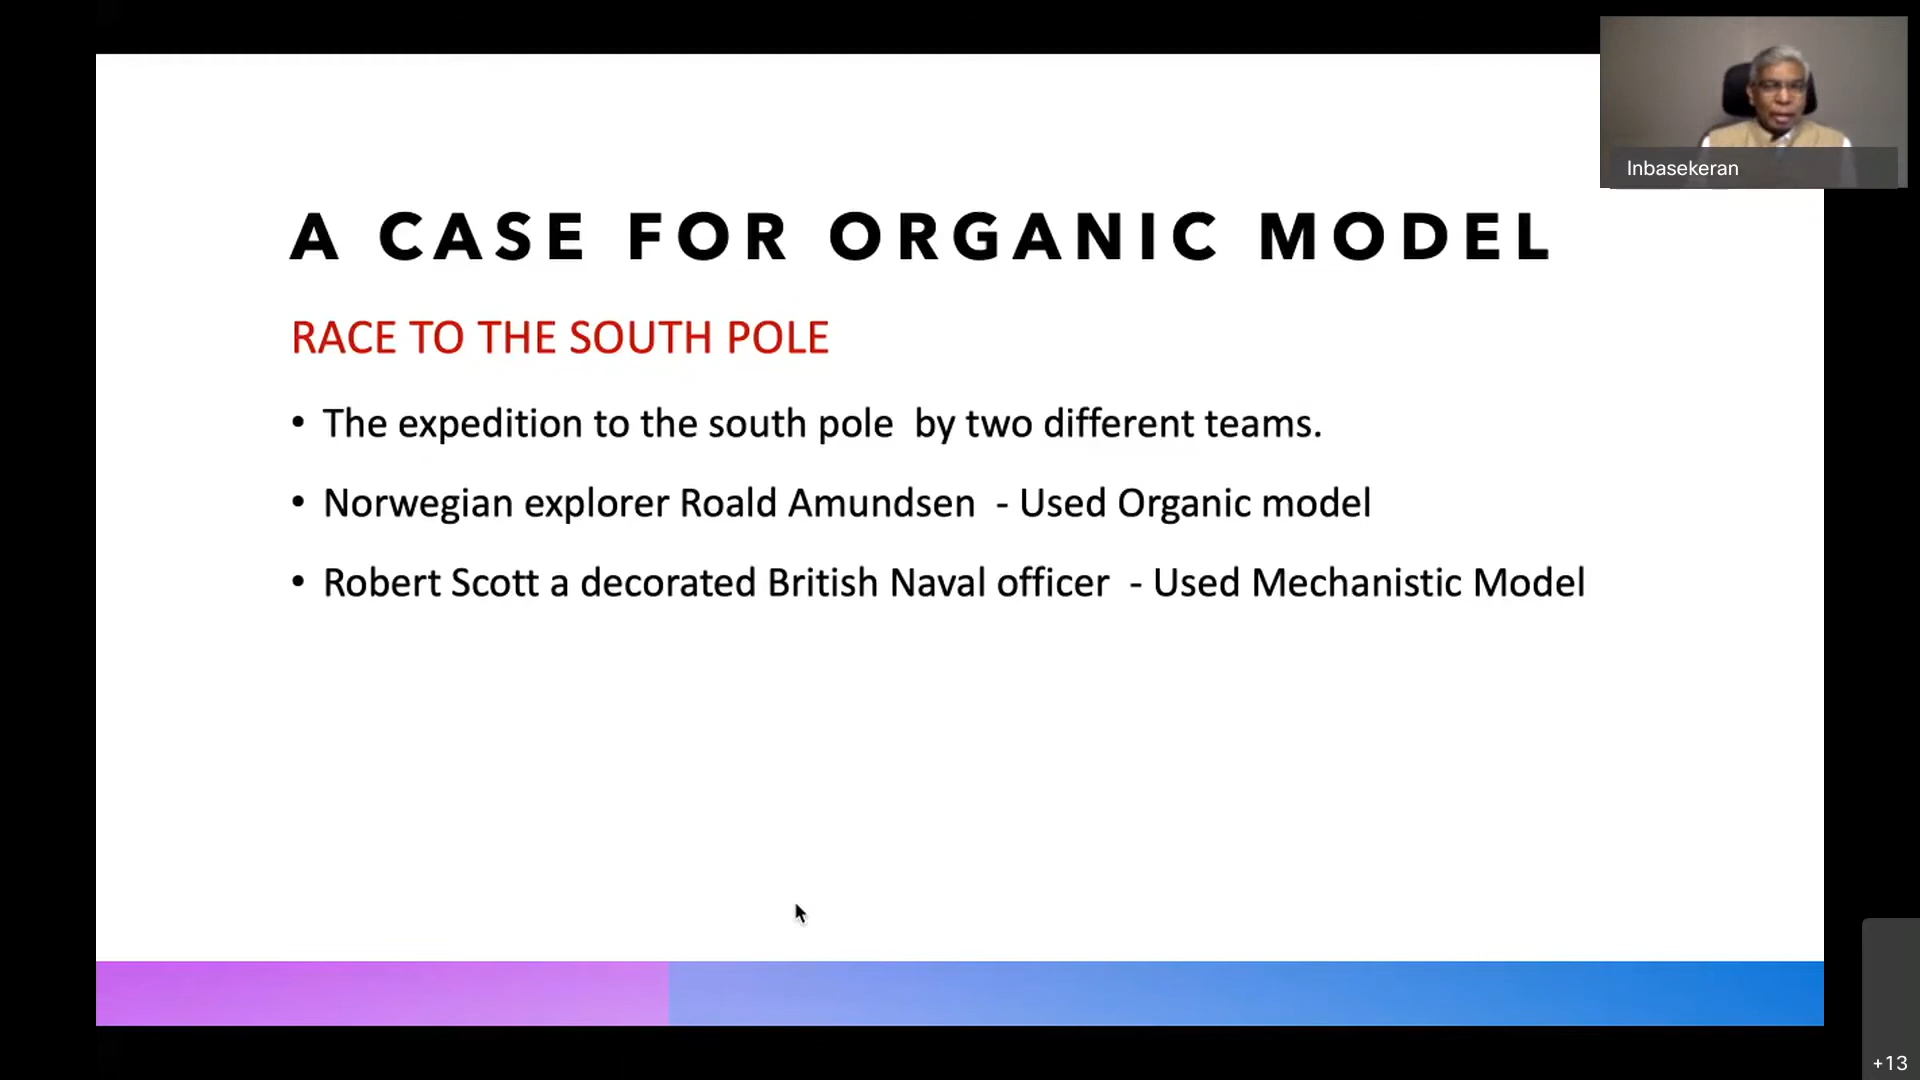 Inbasekeran
A CASE FOR ORGANIC MODEL
RACE TO THE SOUTH POLE
• The expedition to the south pole  by two different teams.
• Norwegian explorer Roald Amundsen  - Used Organic model
• Robert Scott a decorated British Naval officer  - Used Mechanistic Model
+13